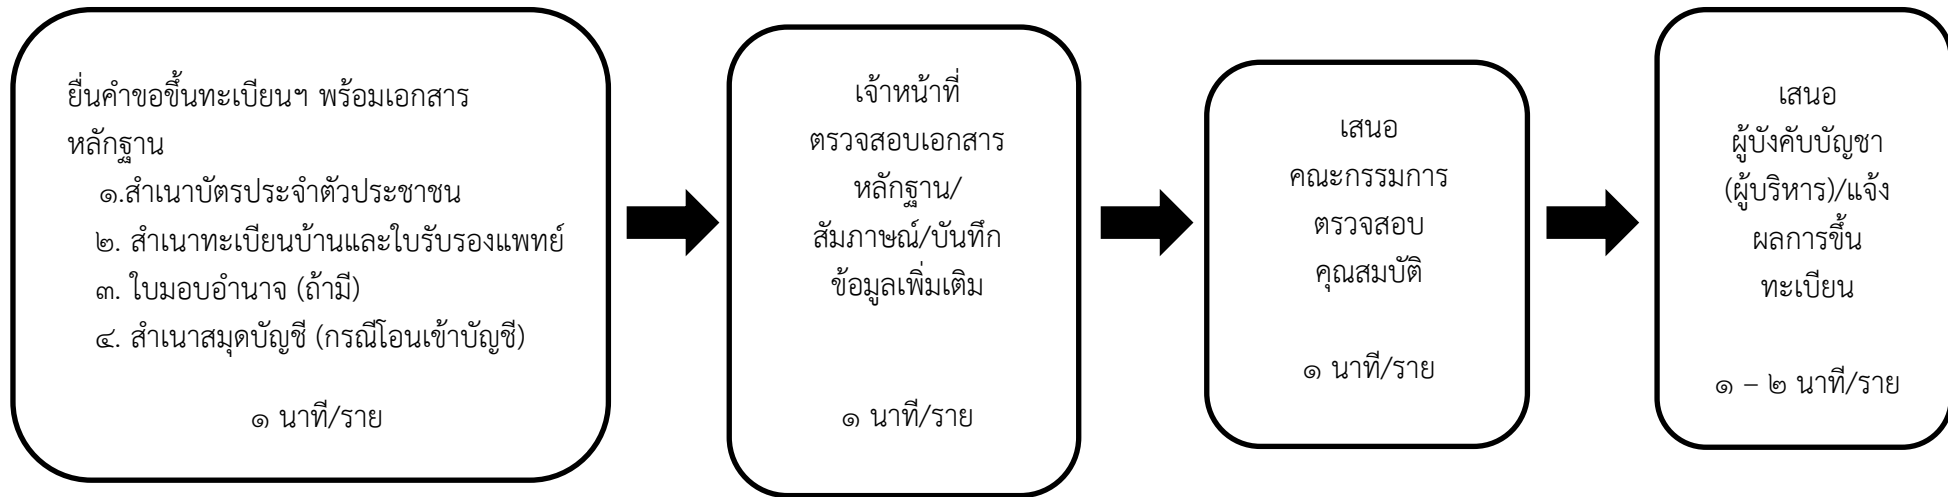 ยื่นคำขอขึ้นทะเบียนฯ พร้อมเอกสาร
หลักฐาน
๑.สำเนาบัตรประจำตัวประชาชน
๒. สำเนาทะเบียนบ้านและใบรับรองแพทย์
๓. ใบมอบอำนาจ (ถ้ามี)
๔. สำเนาสมุดบัญชี (กรณีโอนเข้าบัญชี)
๑ นาที/ราย
เจ้าหน้าที่
ตรวจสอบเอกสาร
หลักฐาน/
สัมภาษณ์/บันทึก
ข้อมูลเพิ่มเติม
๑ นาที/ราย
เสนอ
คณะกรรมการ
ตรวจสอบ
คุณสมบัติ
๑ นาที/ราย
เสนอ
ผู้บังคับบัญชา
(ผู้บริหาร)/แจ้ง
ผลการขึ้น
ทะเบียน
๑ – ๒ นาที/ราย